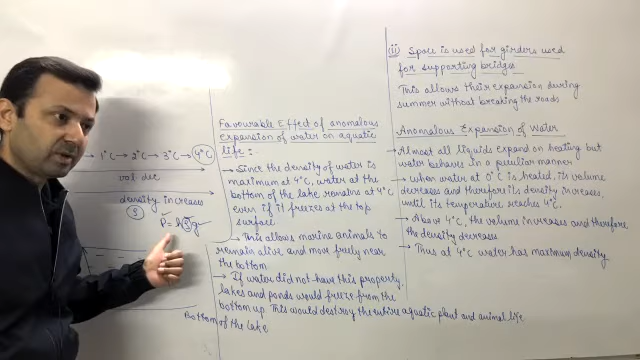 → 1°C → 2°C → 3°C → 4°C
vol. dec
density increases
ρ
P = hρg
Favourable Effect of anomalous
expansion of water on aquatic
life :-
→ Since the density of water is
maximum at 4°C, water at the
bottom of the lake remains at 4°C
even if it freezes at the top
surface.
→ This allows marine animals to
remain alive and move freely near
the bottom
→ If water did not have this property,
lakes and ponds would freeze from the
bottom up. This would destroy the entire aquatic plant and animal life
Bottom of the lake
(iii) Space is used for girders used
for supporting bridges
This allows their expansion during
summer without breaking the roads
Anomalous Expansion of Water
→ Almost all liquids expand on heating but
water behaves in a peculiar manner
→ When water at 0°C is heated, its volume
decreases and therefore its density increases,
until its temperature reaches 4°C.
→ Above 4°C, the volume increases and therefore
the density decreases
→ Thus at 4°C water has maximum density